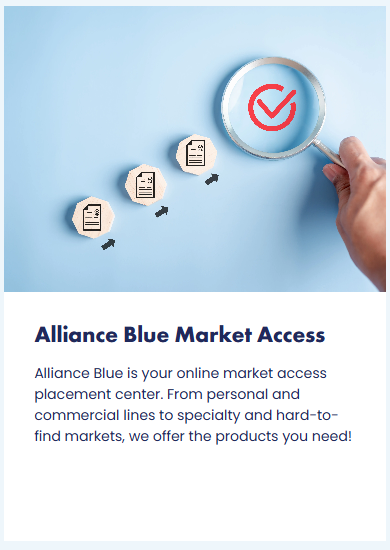 Alliance Blue Market Access
Alliance Blue is your online market access
placement center. From personal and
commercial lines to specialty and hard-to-
find markets, we offer the products you need!